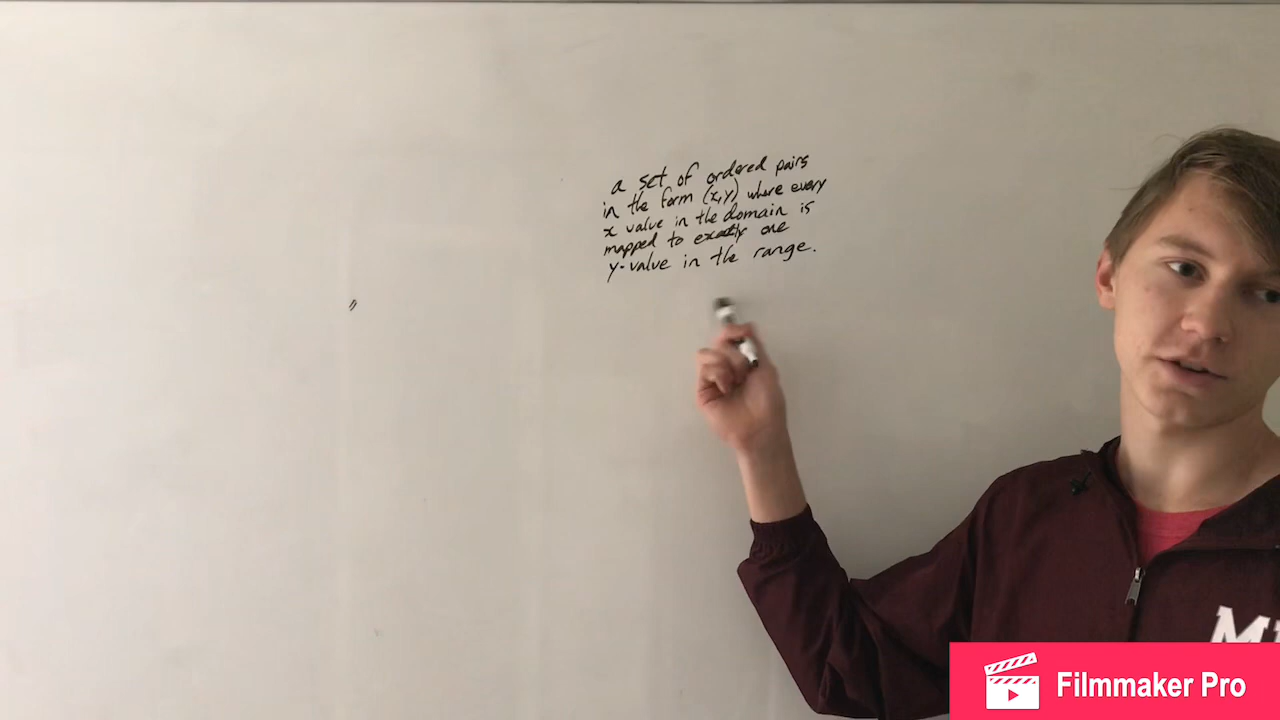 a set of ordered pairs
in the form (x,y) where every
x value in the domain is
mapped to exactly one
y-value in the range.
Filmmaker Pro